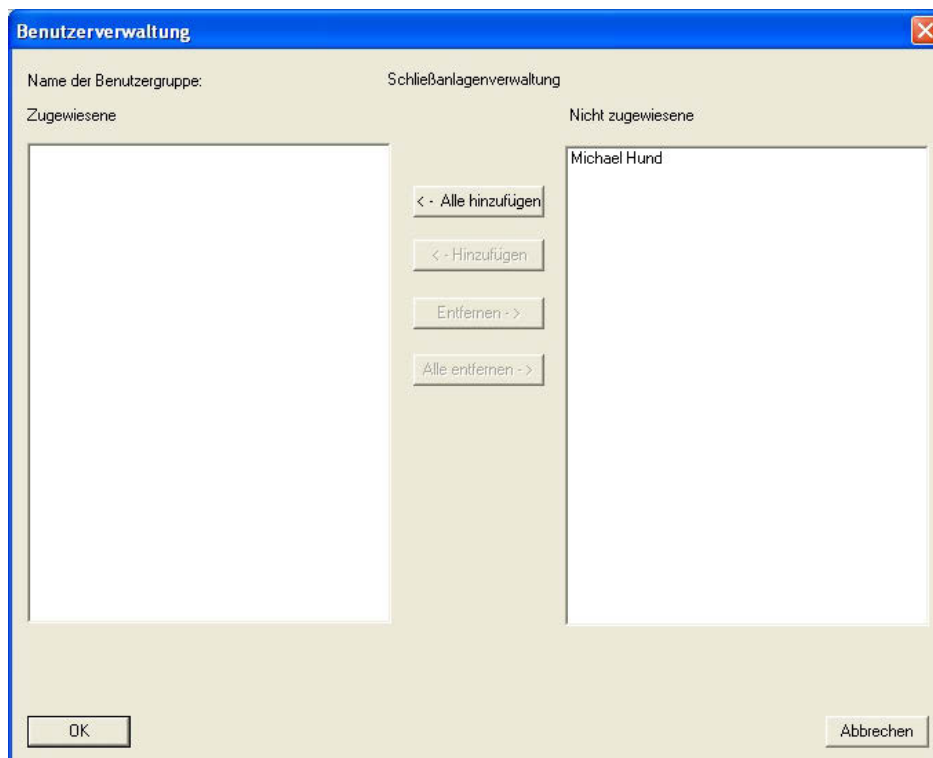 Benutzerverwaltung
Name der Benutzergruppe: Schließanlagenverwaltung
Zugewiesene Nicht zugewiesene
Michael Hund
< - Alle hinzufügen
< - Hinzufügen
Entfernen - >
Alle entfernen - >
OK Abbrechen